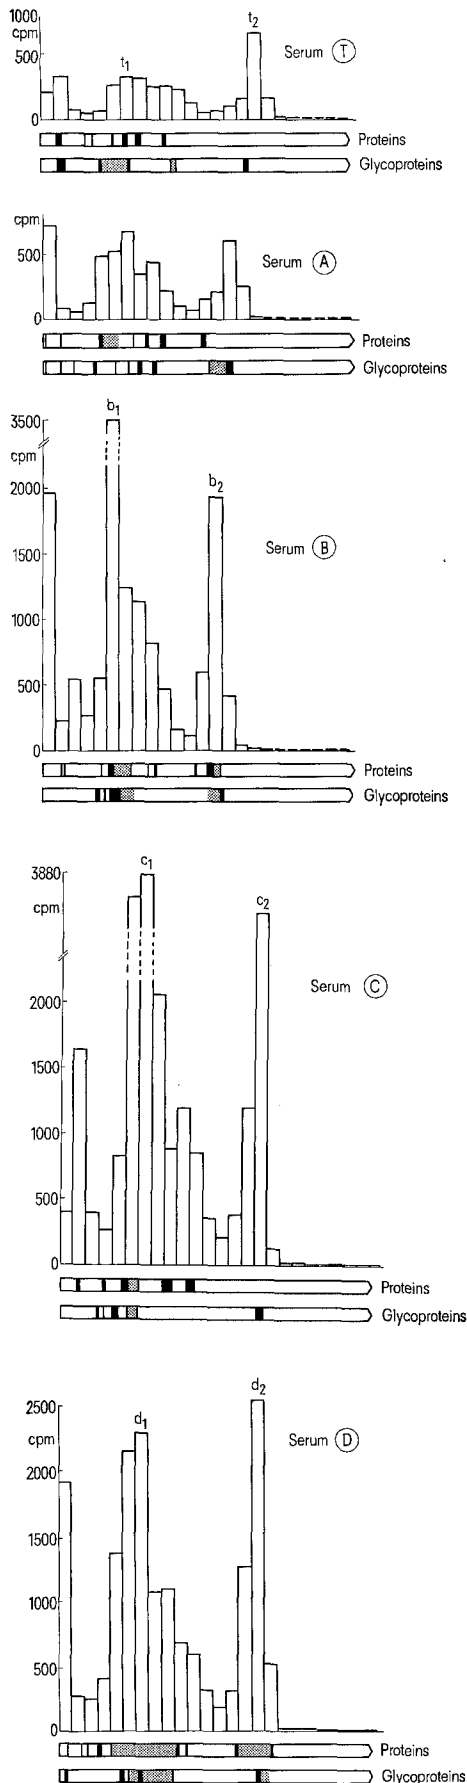 1000
cpm
500
0
t1
t2
Serum T
Proteins
Glycoproteins
cpm
500
0
Serum A
Proteins
Glycoproteins
3500
cpm
2000
1500
1000
500
0
b1
b2
Serum B
Proteins
Glycoproteins
3880
cpm
2000
1500
1000
500
0
c1
c2
Serum C
Proteins
Glycoproteins
2500
cpm
2000
1500
1000
500
0
d1
d2
Serum D
Proteins
Glycoproteins